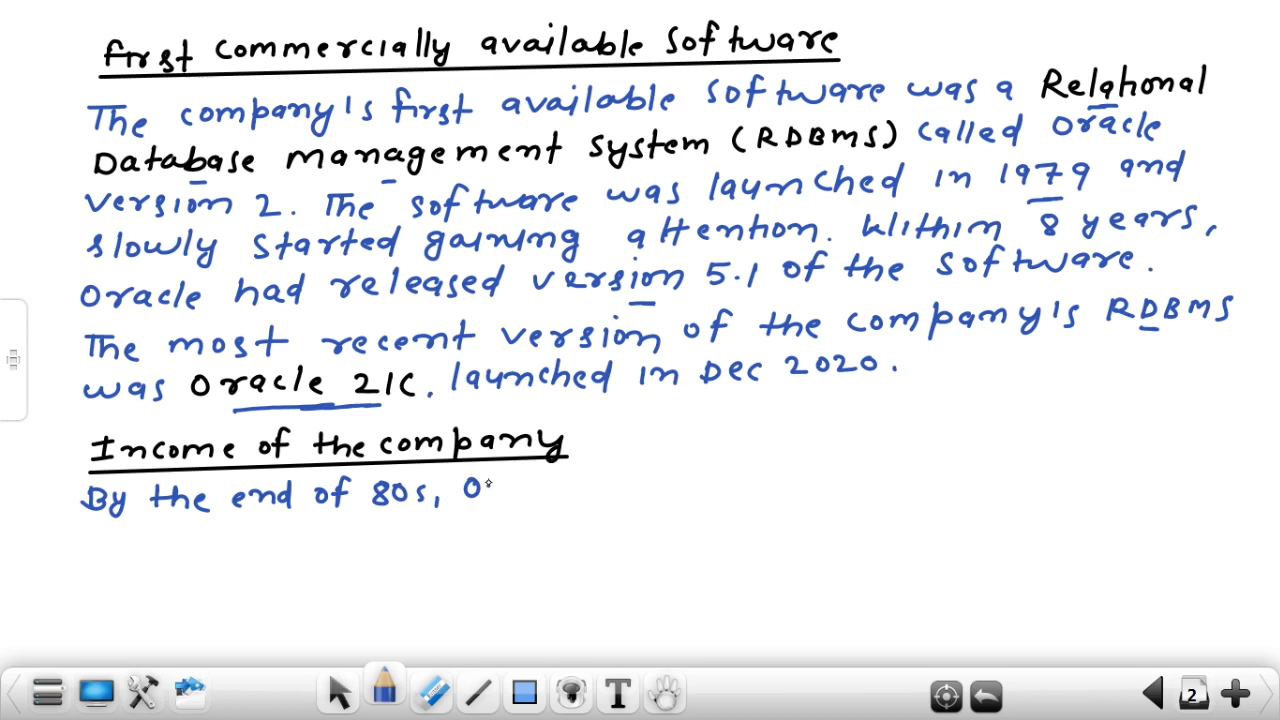 First commercially available Software
The company's first available software was a Relational
Database management System (RDBMS) called Oracle
version 2. The software was launched in 1979 and
slowly started gaining attention. Within 8 years,
Oracle had released version 5.1 of the software.
The most recent version of the company's RDBMS
was Oracle 21C. launched in Dec 2020.
Income of the company
By the end of 80s, O
T
2